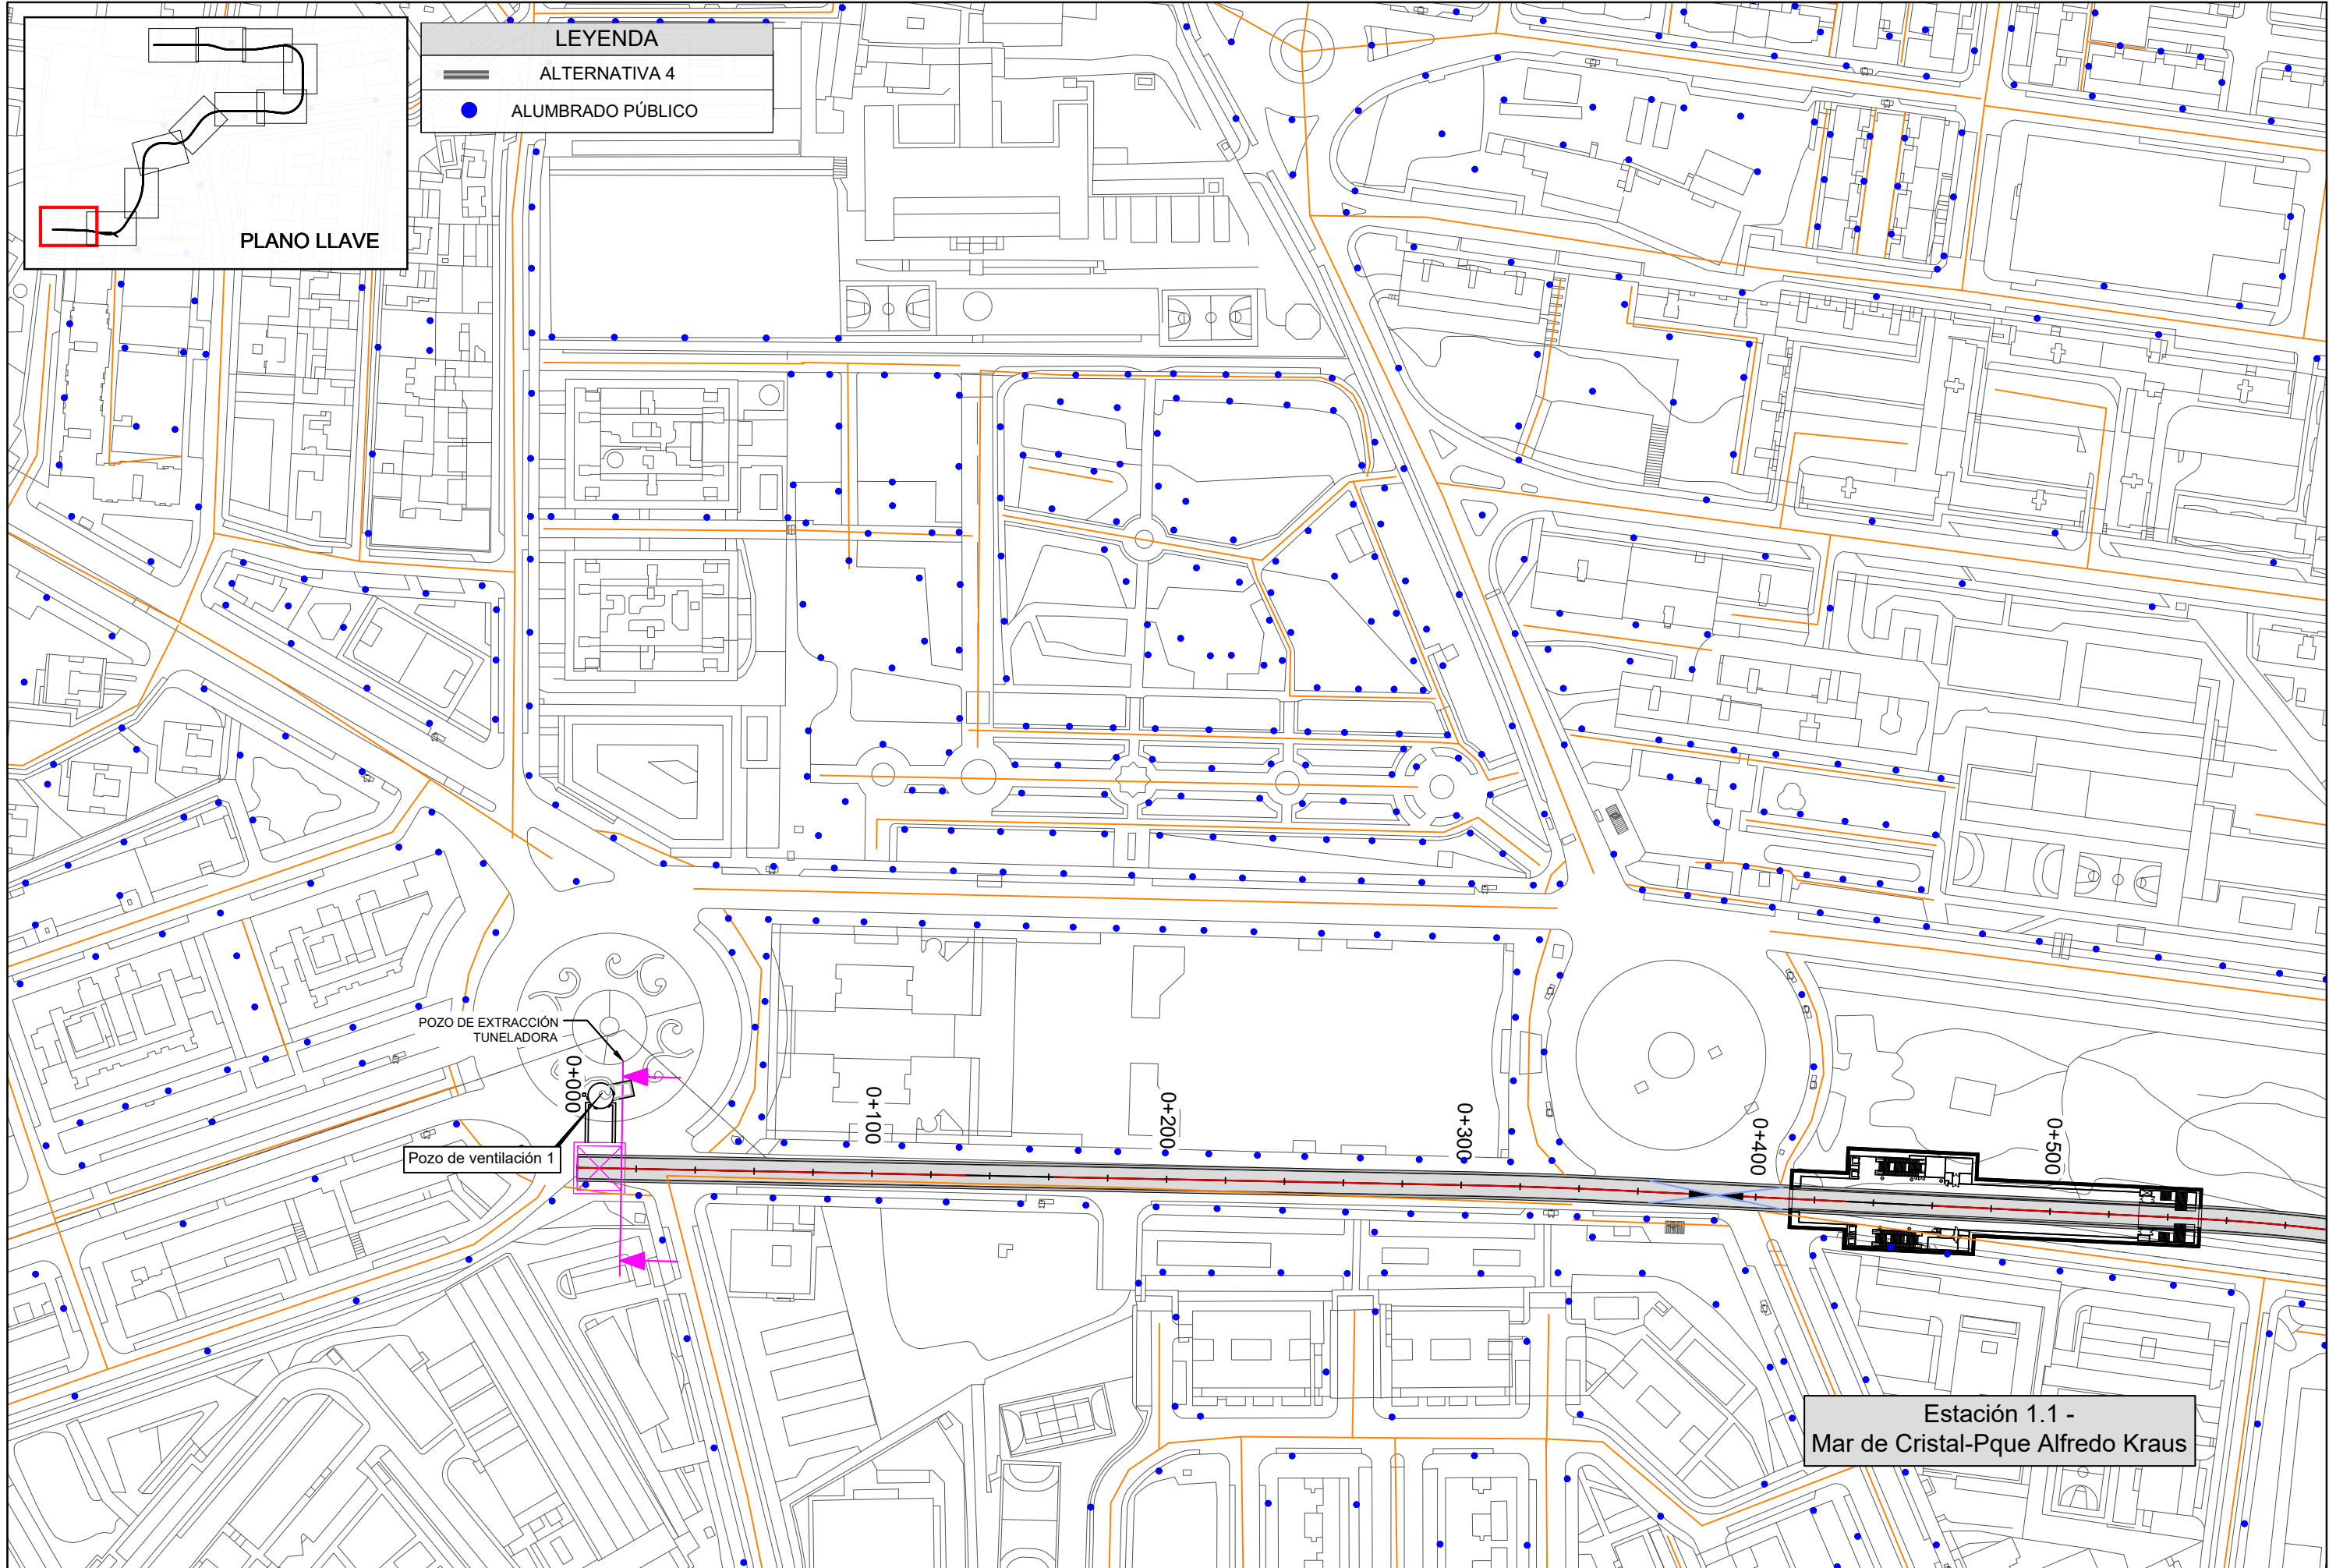 LEYENDA
ALTERNATIVA 4
ALUMBRADO PÚBLICO
PLANO LLAVE
POZO DE EXTRACCIÓN
TUNELADORA
0+000
0+100
0+200
0+300
0+400
0+500
Pozo de ventilación 1
Estación 1.1 -
Mar de Cristal-Pque Alfredo Kraus